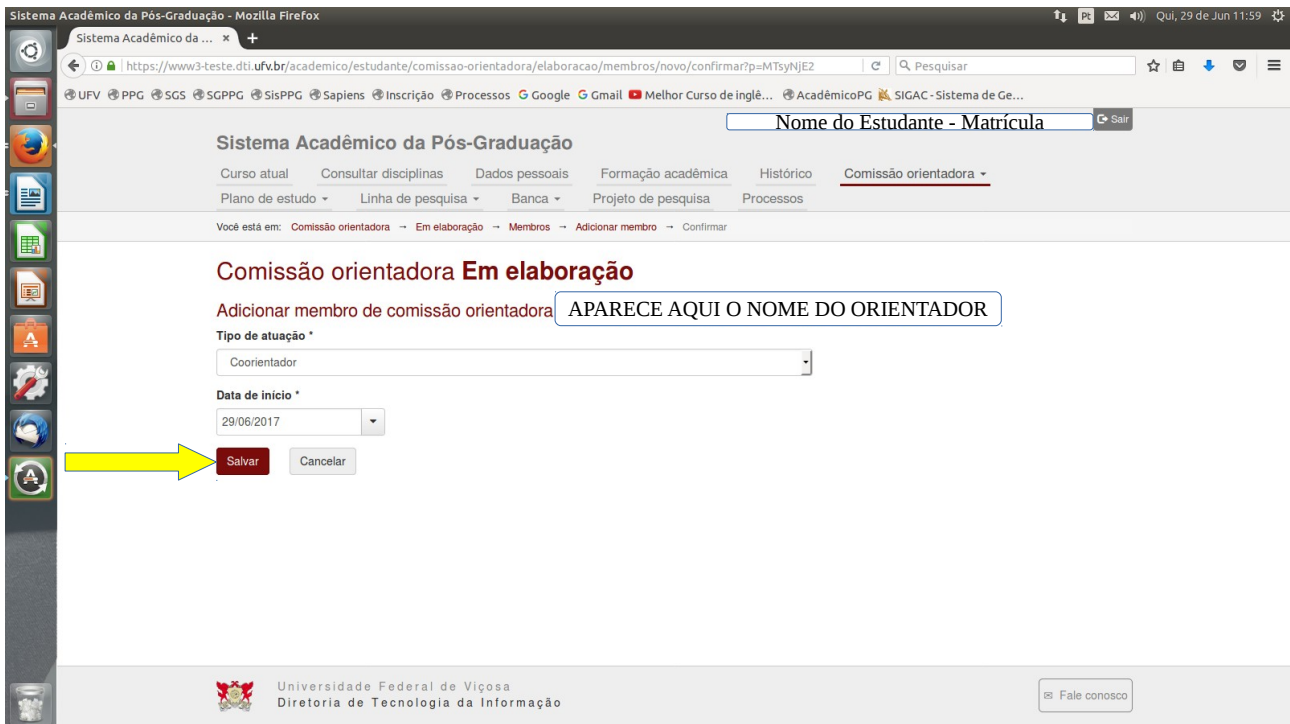 Sistema Acadêmico da Pós-Graduação - Mozilla Firefox
Pt
Qui, 29 de Jun 11:59
Sistema Acadêmico da ... × +
https://www3-teste.dti.ufv.br/academico/estudante/comissao-orientadora/elaboracao/membros/novo/confirmar?p=MTsyNjE2
Pesquisar
UFV PPG SGS SGPPG SisPPG Sapiens Inscrição Processos Google Gmail Melhor Curso de inglê... AcadêmicoPG SIGAC - Sistema de Ge...
Nome do Estudante - Matrícula
Sair
Sistema Acadêmico da Pós-Graduação
Curso atual Consultar disciplinas Dados pessoais Formação acadêmica Histórico Comissão orientadora
Plano de estudo Linha de pesquisa Banca Projeto de pesquisa Processos
Você está em: Comissão orientadora → Em elaboração → Membros → Adicionar membro → Confirmar
Comissão orientadora Em elaboração
Adicionar membro de comissão orientadora
APARECE AQUI O NOME DO ORIENTADOR
Tipo de atuação *
Coorientador
Data de início *
29/06/2017
Salvar Cancelar
Universidade Federal de Viçosa
Diretoria de Tecnologia da Informação
Fale conosco